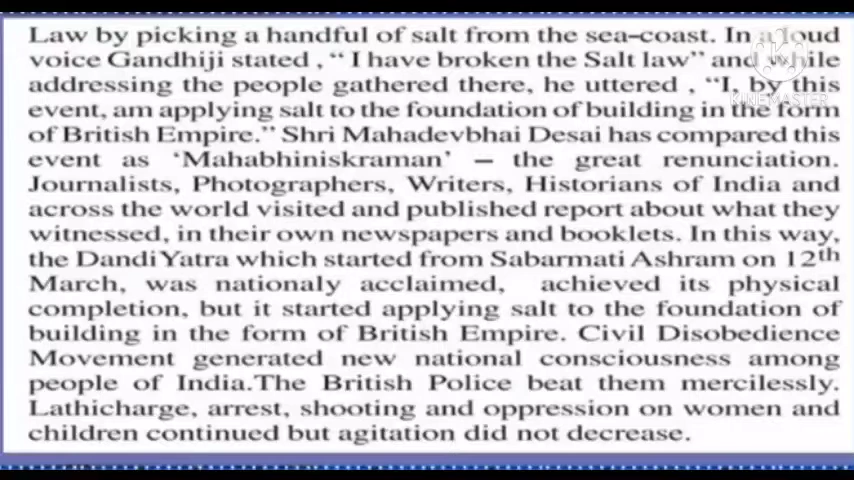 Law by picking a handful of salt from the sea-coast. In a loud
voice Gandhiji stated , “ I have broken the Salt law” and while
addressing the people gathered there, he uttered , “I, by this
event, am applying salt to the foundation of building in the form
of British Empire.” Shri Mahadevbhai Desai has compared this
event as ‘Mahabhiniskraman’ – the great renunciation.
Journalists, Photographers, Writers, Historians of India and
across the world visited and published report about what they
witnessed, in their own newspapers and booklets. In this way,
the Dandi Yatra which started from Sabarmati Ashram on 12th
March, was nationaly acclaimed, achieved its physical
completion, but it started applying salt to the foundation of
building in the form of British Empire. Civil Disobedience
Movement generated new national consciousness among
people of India.The British Police beat them mercilessly.
Lathicharge, arrest, shooting and oppression on women and
children continued but agitation did not decrease.
KINEMASTER